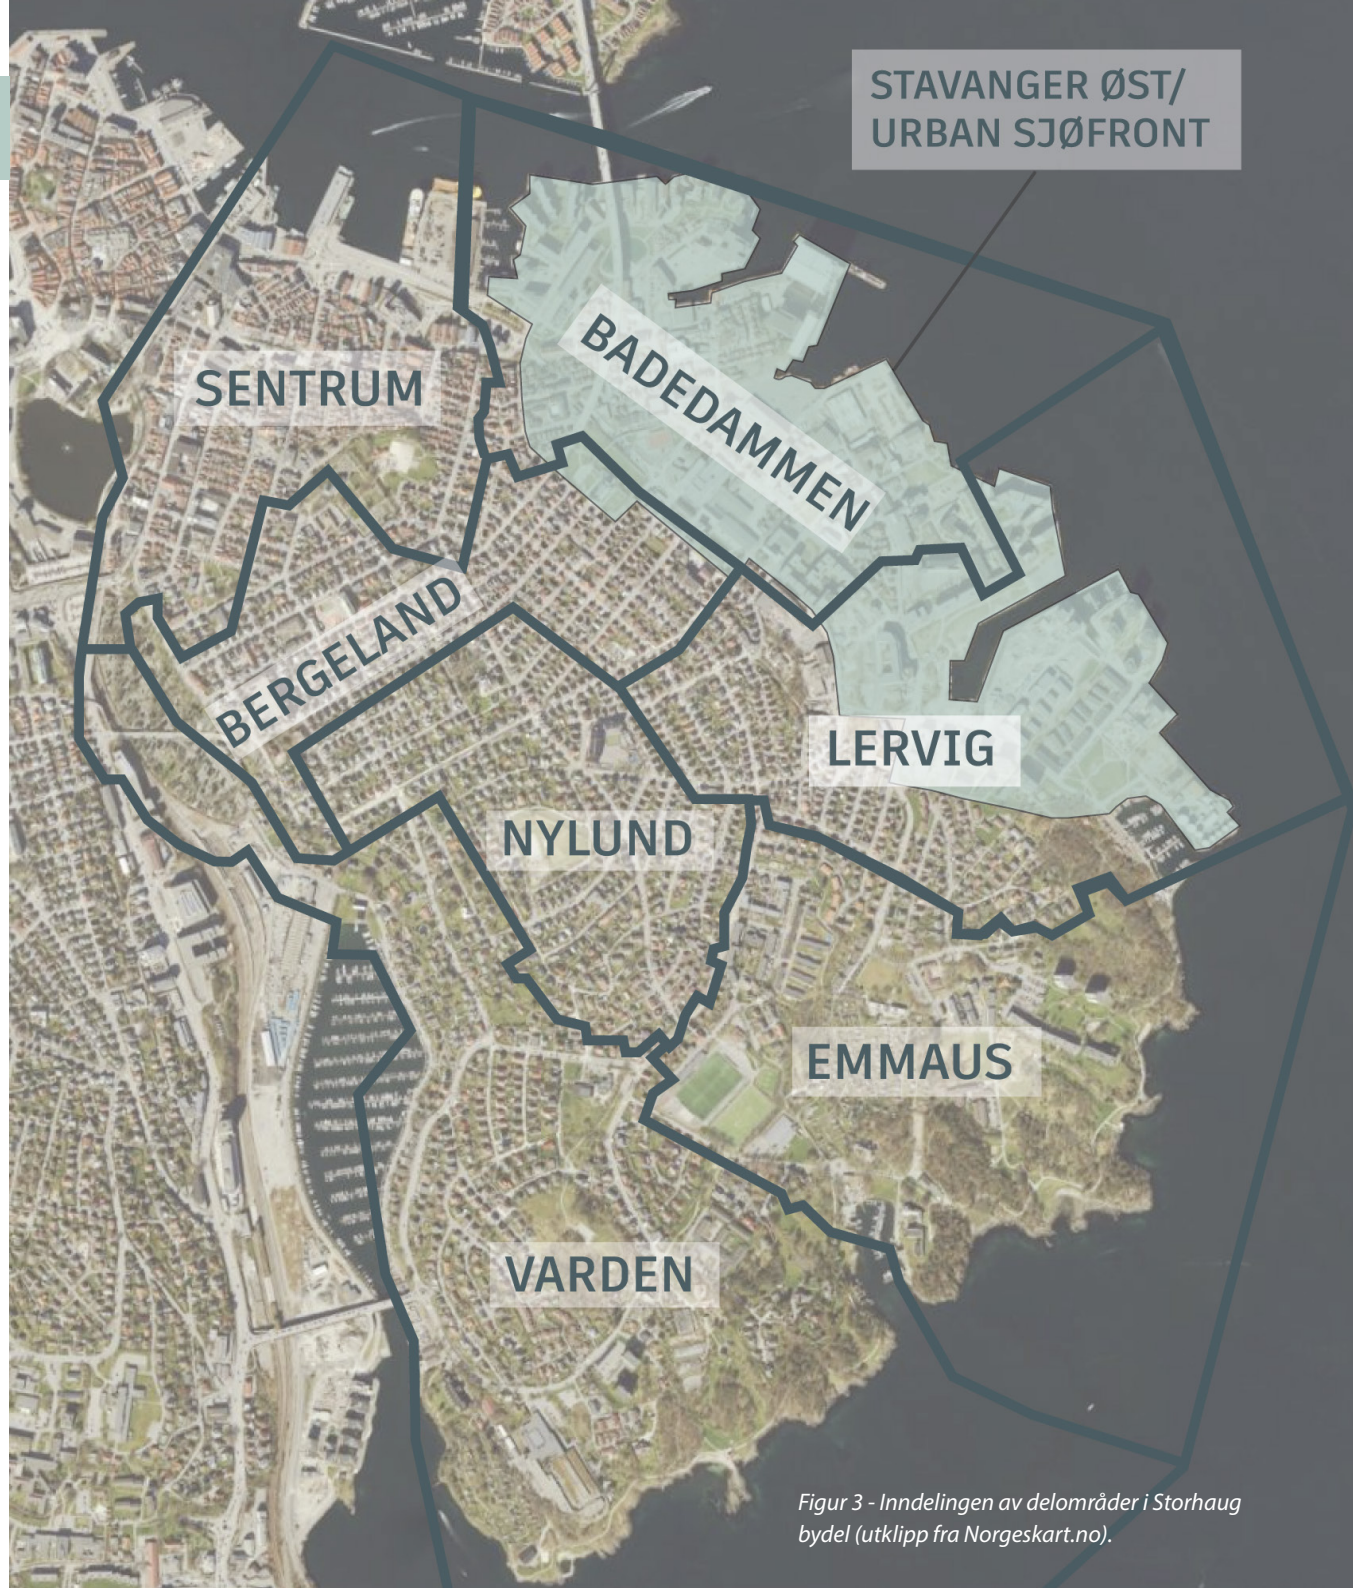 STAVANGER ØST/
URBAN SJØFRONT
BADEDAMMEN
SENTRUM
BERGELAND
LERVIG
NYLUND
EMMAUS
VARDEN
Figur 3 - Inndelingen av delområder i Storhaug
bydel (utklipp fra Norgeskart.no).